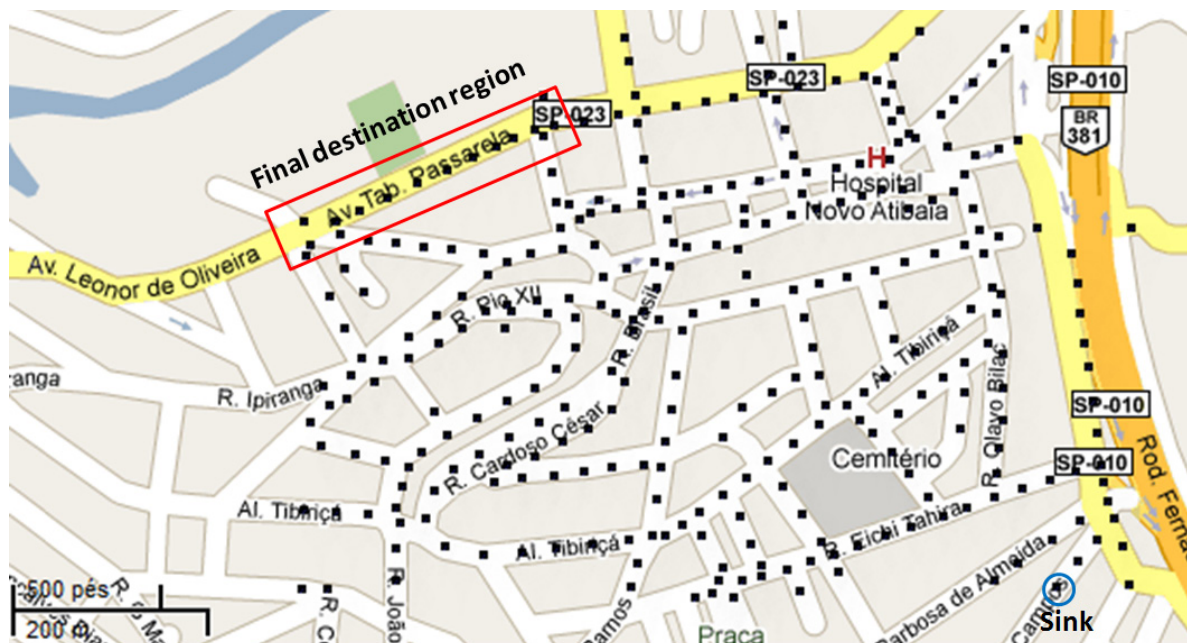 Final destination region
SP-023
SP-023
SP-010
BR
381
Av. Tab. Passarela
H
Hospital
Novo Atibaia
Av. Leonor de Oliveira
R. Pio XII
R. Brasil
Al. Tibiriçá
R. Olavo Bilac
R. Ipiranga
SP-010
R. Cardoso César
Cemitério
SP-010
Al. Tibiriçá
Al. Tibiriçá
R. Eichi Tahira
500 pés
200
R. João
Barbosa de Almeida
Sink
Praça